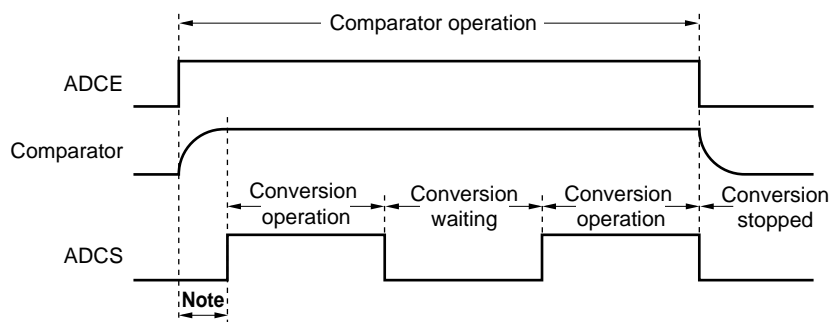 Comparator operation
ADCE
Comparator
Conversion
operation
Conversion
waiting
Conversion
operation
Conversion
stopped
ADCS
Note